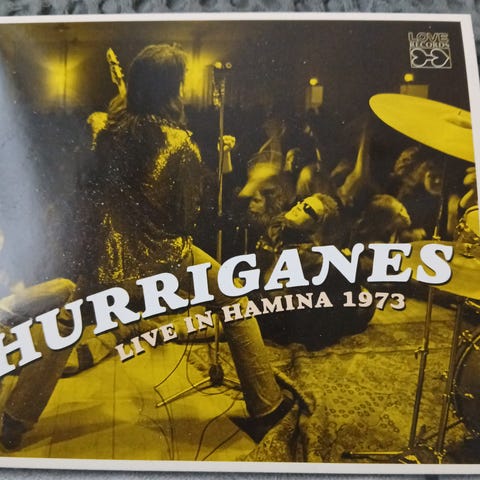 LOVE
RECORDS
HURRIGANES
LIVE IN HAMINA 1973